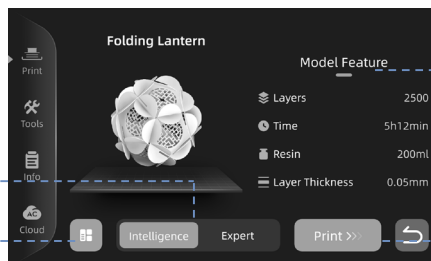 Folding Lantern
Print
Tools
Info
AC
Cloud
Model Feature
Layers 2500
Time 5h12min
Resin 200ml
Layer Thickness 0.05mm
Intelligence
Expert
Print >>>